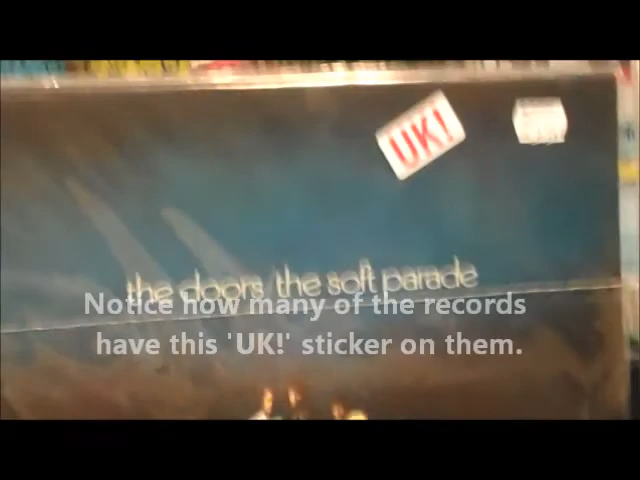 UK!
the doors/the soft parade
Notice how many of the records
have this 'UK!' sticker on them.